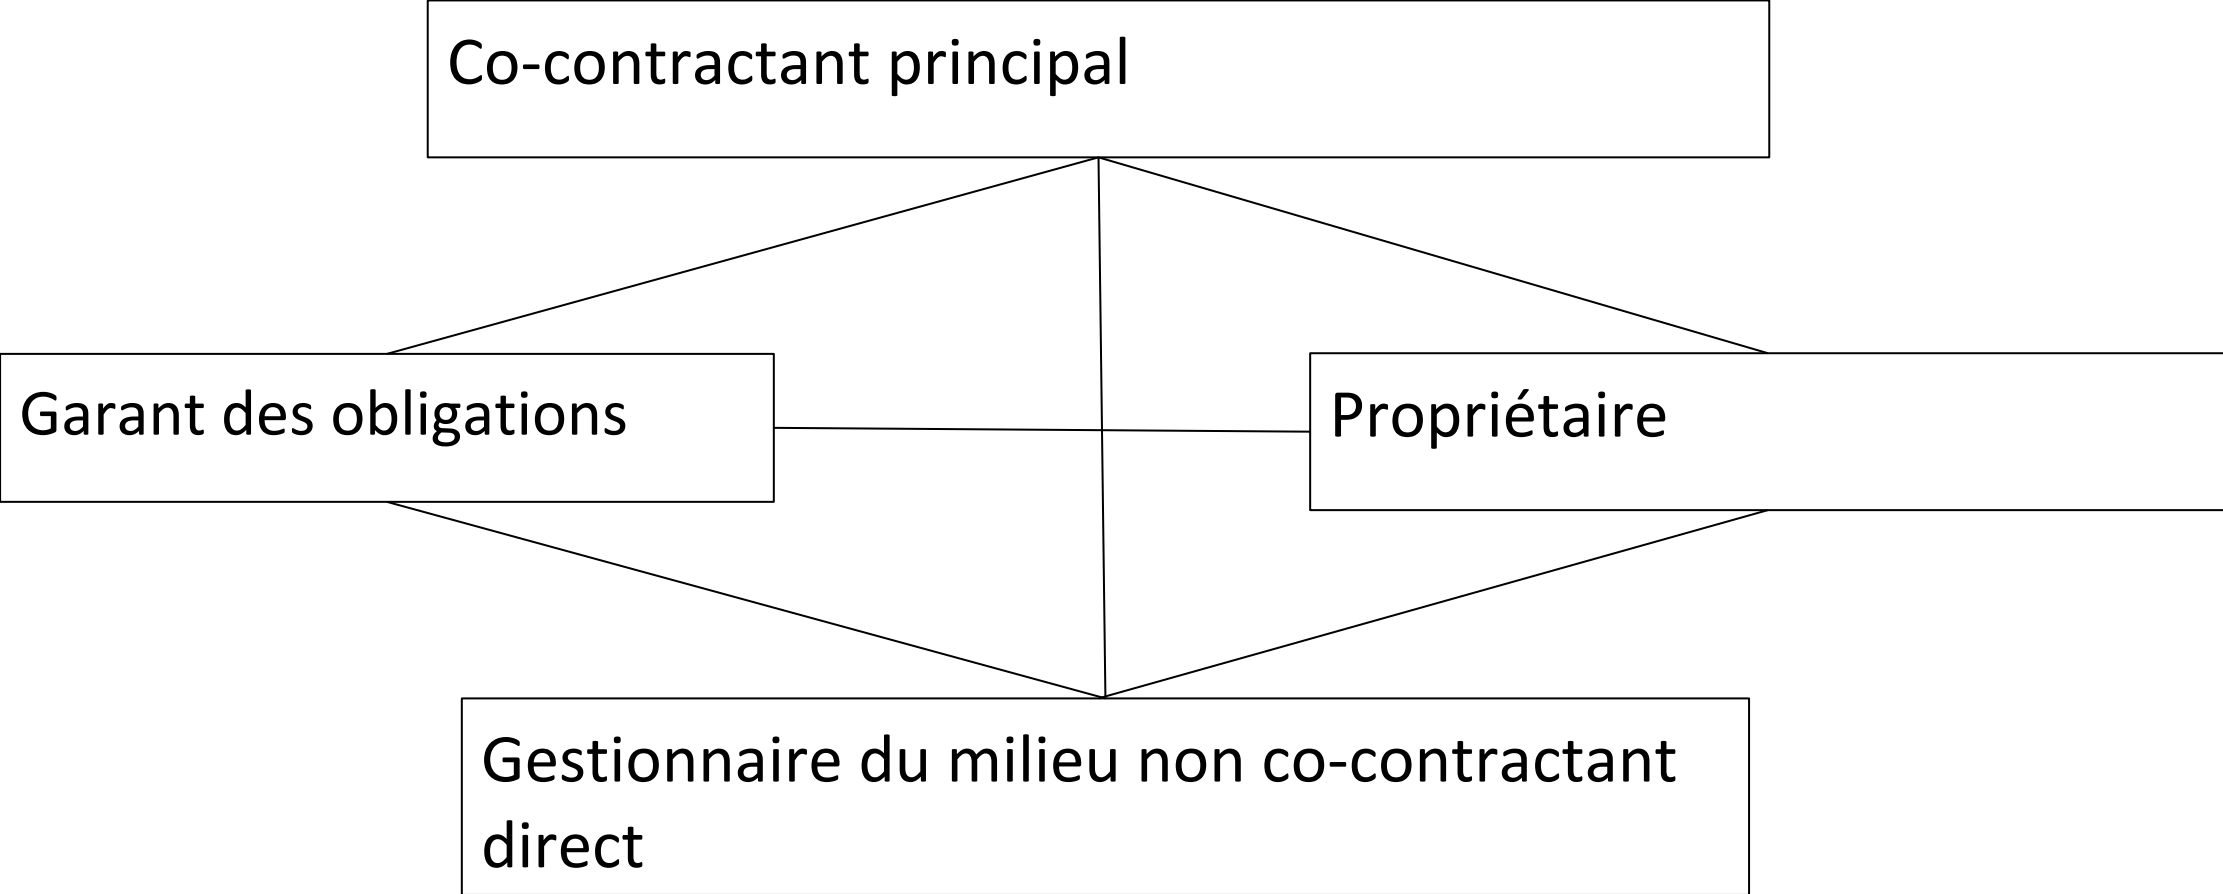 Co-contractant principal
Garant des obligations
Propriétaire
Gestionnaire du milieu non co-contractant
direct